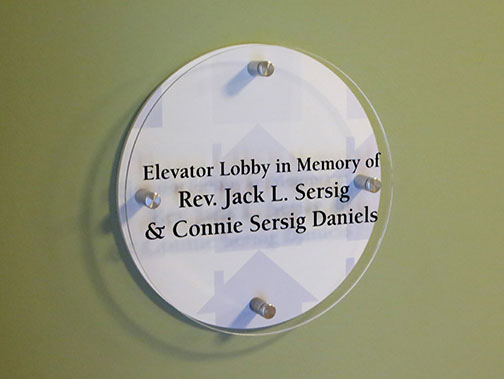 Elevator Lobby in Memory of
Rev. Jack L. Sersig
& Connie Sersig Daniels